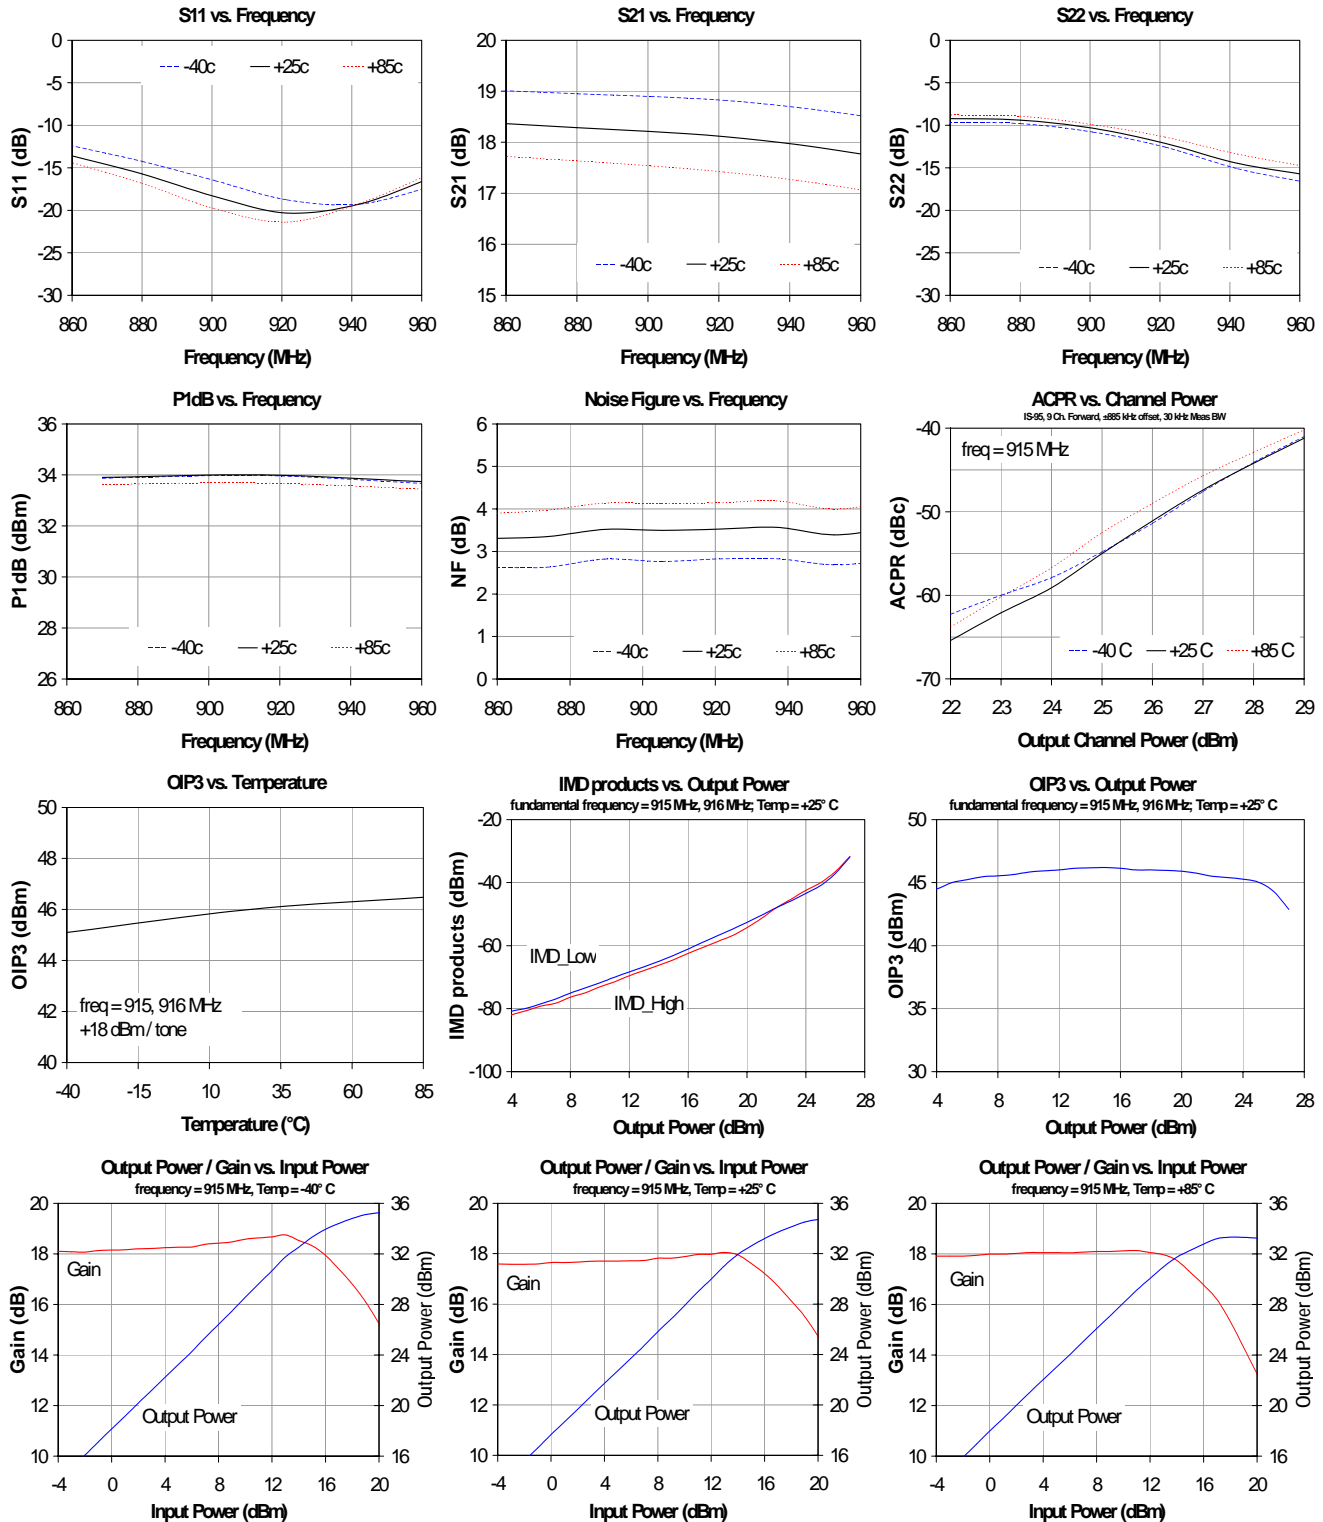 S11 vs. Frequency
0
-5
-10
-15
-20
-25
-30
S11 (dB)
-40c
+25c
+85c
860 880 900 920 940 960
Frequency (MHz)
S21 vs. Frequency
20
19
18
17
16
15
S21 (dB)
-40c
+25c
+85c
860 880 900 920 940 960
Frequency (MHz)
S22 vs. Frequency
0
-5
-10
-15
-20
-25
-30
S22 (dB)
-40c
+25c
+85c
860 880 900 920 940 960
Frequency (MHz)
P1dB vs. Frequency
36
34
32
30
28
26
P1dB (dBm)
-40c
+25c
+85c
860 880 900 920 940 960
Frequency (MHz)
Noise Figure vs. Frequency
6
5
4
3
2
1
0
NF (dB)
-40c
+25c
+85c
860 880 900 920 940 960
Frequency (MHz)
ACPR vs. Channel Power
IS-95, 9 Ch. Forward, ±885 kHz offset, 30 kHz Meas BW
-40
-50
-60
-70
ACPR (dBc)
freq = 915 MHz
-40 C
+25 C
+85 C
22 23 24 25 26 27 28 29
Output Channel Power (dBm)
OIP3 vs. Temperature
50
48
46
44
42
40
OIP3 (dBm)
freq = 915, 916 MHz
+18 dBm / tone
-40 -15 10 35 60 85
Temperature (°C)
IMD products vs. Output Power
fundamental frequency = 915 MHz, 916 MHz; Temp = +25° C
-20
-40
-60
-80
-100
IMD products (dBm)
IMD_Low
IMD_High
4 8 12 16 20 24 28
Output Power (dBm)
OIP3 vs. Output Power
fundamental frequency = 915 MHz, 916 MHz; Temp = +25° C
50
45
40
35
30
OIP3 (dBm)
4 8 12 16 20 24 28
Output Power (dBm)
Output Power / Gain vs. Input Power
frequency = 915 MHz, Temp = -40° C
20
18
16
14
12
10
Gain (dB)
Gain
Output Power
36
32
28
24
20
16
Output Power (dBm)
-4 0 4 8 12 16 20
Input Power (dBm)
Output Power / Gain vs. Input Power
frequency = 915 MHz, Temp = +25° C
20
18
16
14
12
10
Gain (dB)
Gain
Output Power
36
32
28
24
20
16
Output Power (dBm)
-4 0 4 8 12 16 20
Input Power (dBm)
Output Power / Gain vs. Input Power
frequency = 915 MHz, Temp = +85° C
20
18
16
14
12
10
Gain (dB)
Gain
Output Power
36
32
28
24
20
16
Output Power (dBm)
-4 0 4 8 12 16 20
Input Power (dBm)